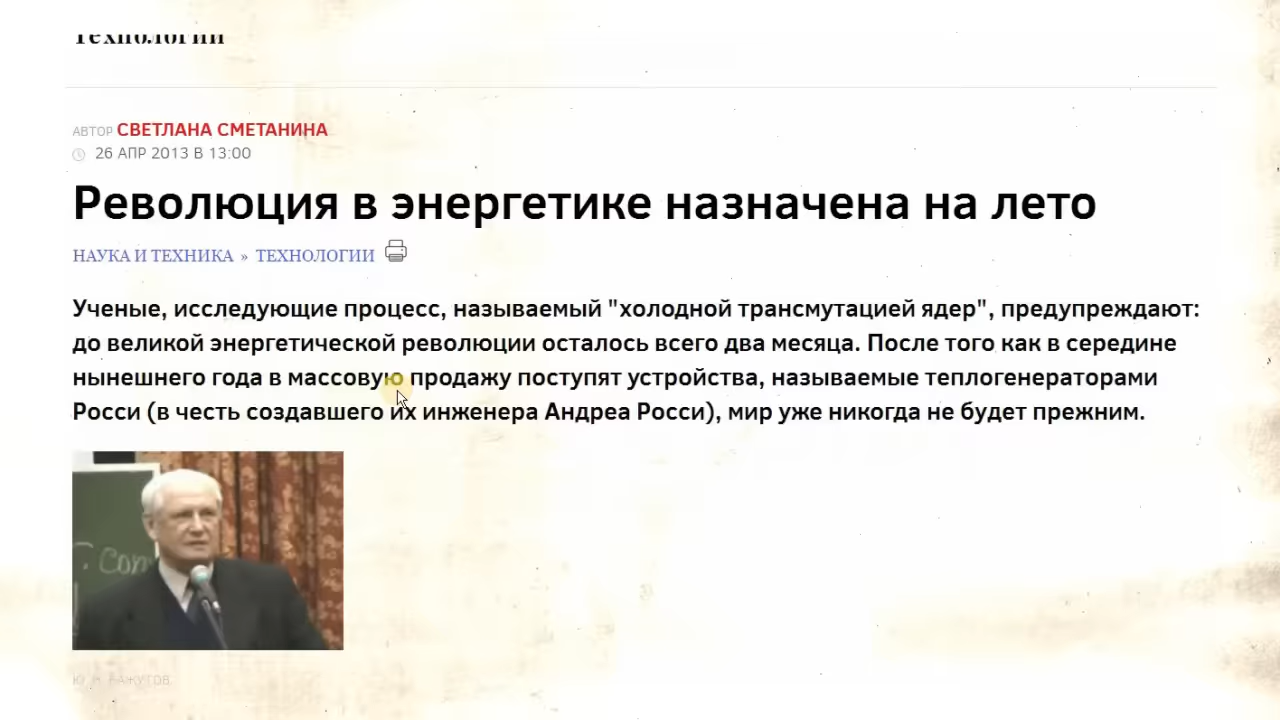 Технологии
АВТОР СВЕТЛАНА СМЕТАНИНА
26 АПР 2013 В 13:00
Революция в энергетике назначена на лето
НАУКА И ТЕХНИКА » ТЕХНОЛОГИИ
Ученые, исследующие процесс, называемый "холодной трансмутацией ядер", предупреждают:
до великой энергетической революции осталось всего два месяца. После того как в середине
нынешнего года в массовую продажу поступят устройства, называемые теплогенераторами
Росси (в честь создавшего их инженера Андреа Росси), мир уже никогда не будет прежним.
Ю. Н. БАЖУТОВ